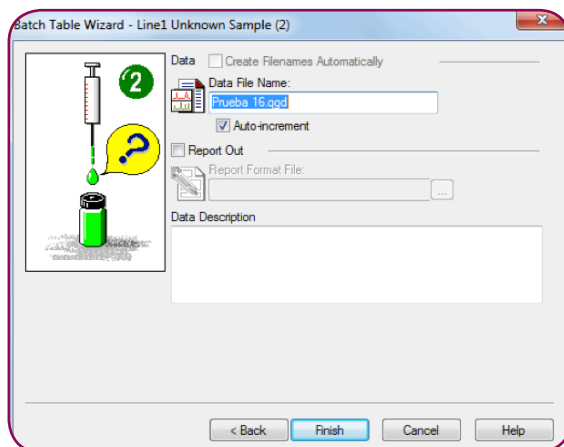 Batch Table Wizard - Line1 Unknown Sample (2)
2
?
Data Create Filenames Automatically
Data File Name:
Prueba 16.qgd
Auto-increment
Report Out
Report Format File:
...
Data Description
< Back Finish Cancel Help